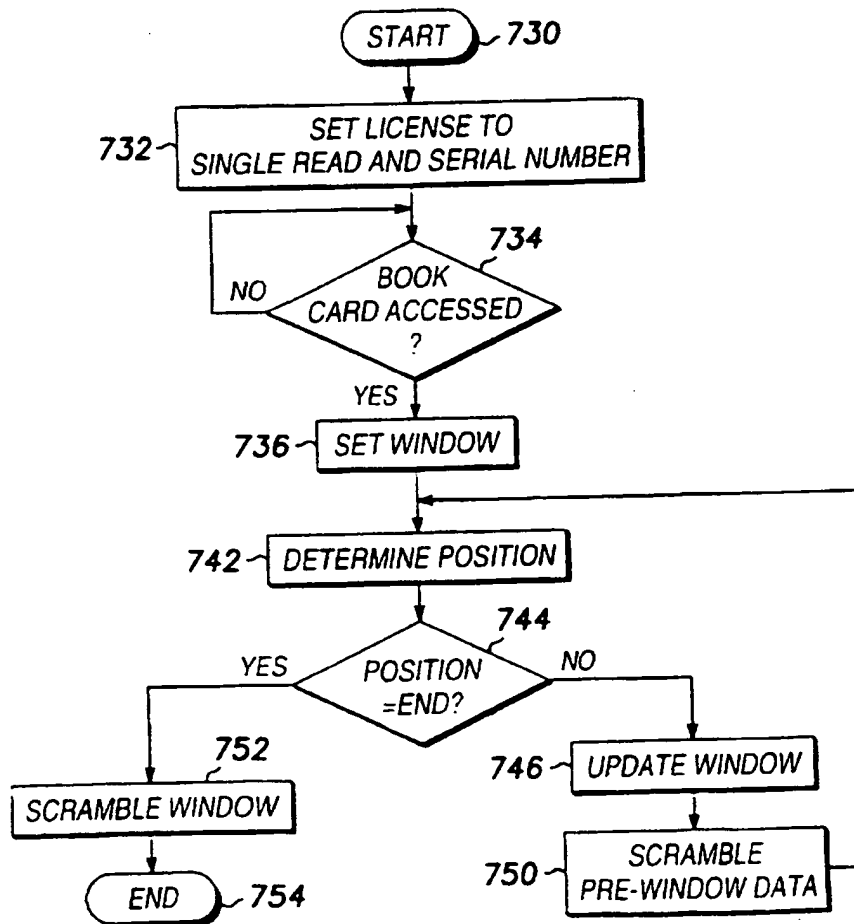 START
730
732
SET LICENSE TO
SINGLE READ AND SERIAL NUMBER
734
BOOK
CARD ACCESSED
?
NO
YES
736
SET WINDOW
742
DETERMINE POSITION
744
YES
POSITION
=END?
NO
752
SCRAMBLE WINDOW
746
UPDATE WINDOW
END
754
750
SCRAMBLE
PRE-WINDOW DATA